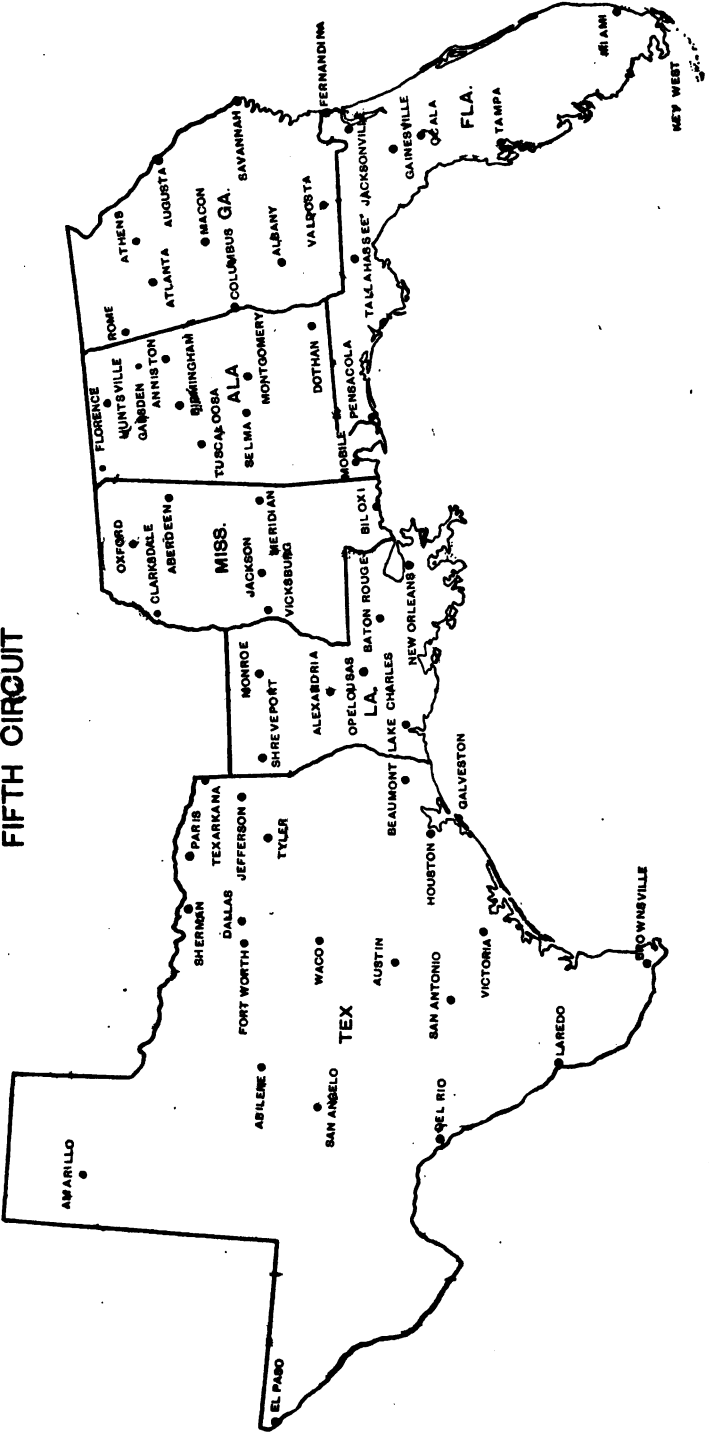 FIFTH CIRCUIT
AMARILLO
EL PASO
SHERMAN
PARIS
TEXARKANA
DALLAS
FORT WORTH
JEFFERSON
TYLER
ABILENE
WACO
SAN ANGELO
TEX
AUSTIN
BEAUMONT
HOUSTON
GALVESTON
SAN ANTONIO
VICTORIA
DEL RIO
LAREDO
BROWNSVILLE
MONROE
SHREVEPORT
ALEXANDRIA
OPELOUSAS
LA.
BATON ROUGE
LAKE CHARLES
NEW ORLEANS
OXFORD
CLARKSDALE
ABERDEEN
MISS.
JACKSON
MERIDIAN
VICKSBURG
BILOXI
FLORENCE
HUNTSVILLE
GADSDEN
ANNISTON
BIRMINGHAM
TUSCALOOSA
ALA
SELMA
MONTGOMERY
DOTHAN
MOBILE
ROME
ATHENS
ATLANTA
AUGUSTA
MACON
COLUMBUS
GA.
SAVANNAH
ALBANY
VALDOSTA
PENSACOLA
TALLAHASSEE
JACKSONVILLE
FERNANDINA
GAINESVILLE
OCALA
FLA.
TAMPA
MIAMI
KEY WEST